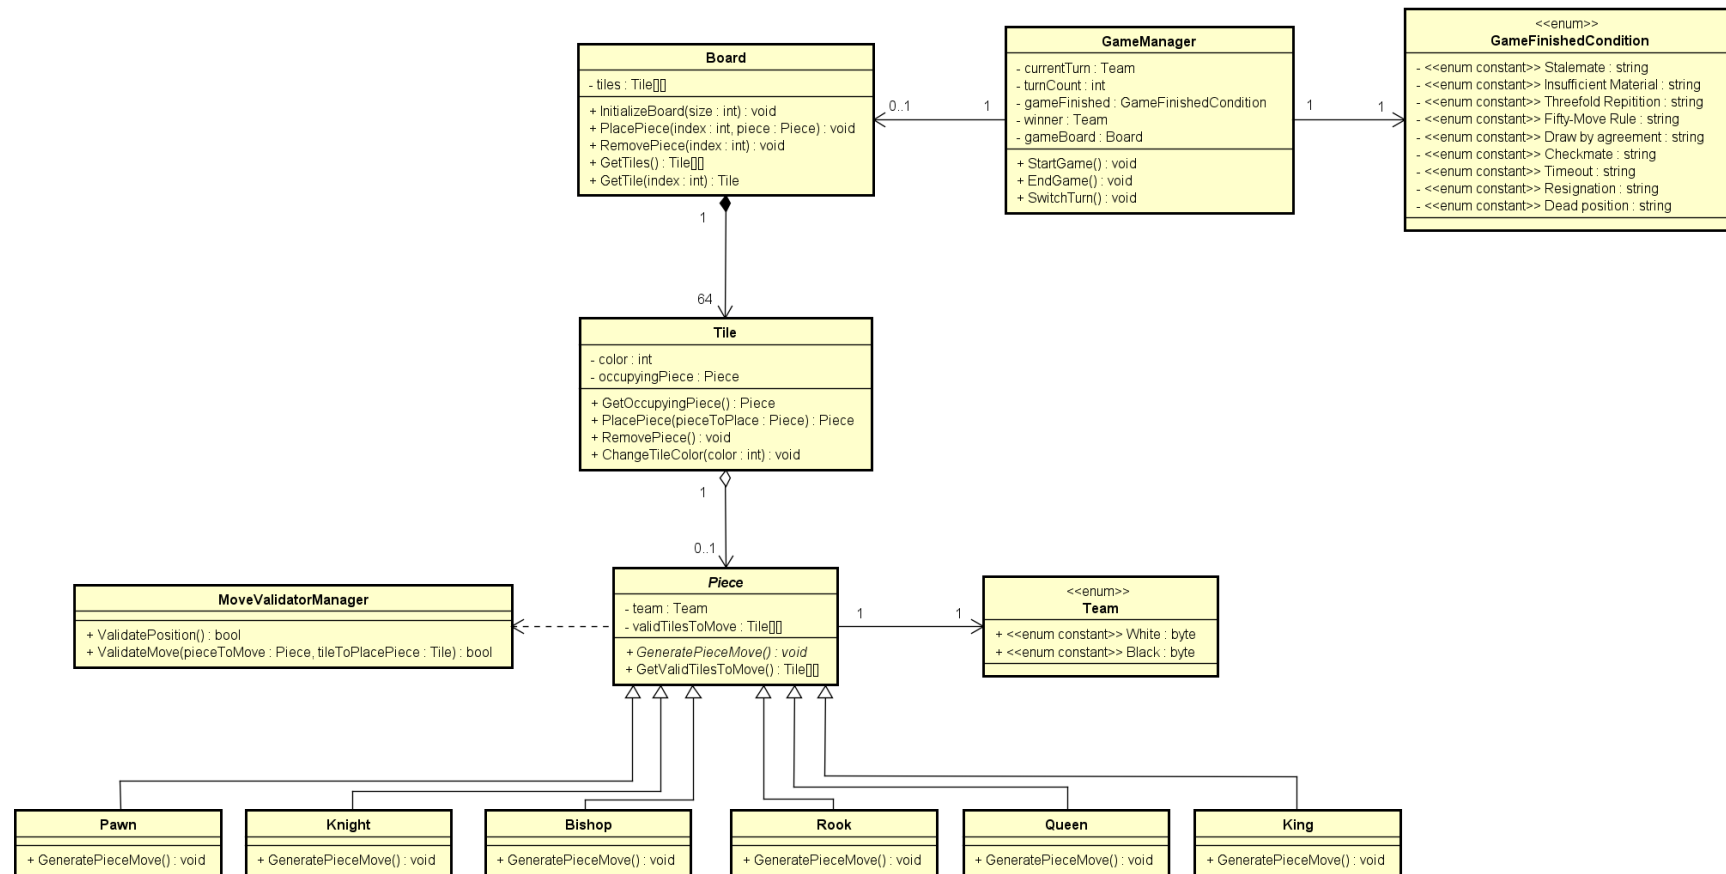 Board
- tiles : Tile[][]
+ InitializeBoard(size : int) : void
+ PlacePiece(index : int, piece : Piece) : void
+ RemovePiece(index : int) : void
+ GetTiles() : Tile[][]
+ GetTile(index : int) : Tile
0..1
1
GameManager
- currentTurn : Team
- turnCount : int
- gameFinished : GameFinishedCondition
- winner : Team
- gameBoard : Board
+ StartGame() : void
+ EndGame() : void
+ SwitchTurn() : void
1
1
<<enum>>
GameFinishedCondition
- <<enum constant>> Stalemate : string
- <<enum constant>> Insufficient Material : string
- <<enum constant>> Threefold Repitition : string
- <<enum constant>> Fifty-Move Rule : string
- <<enum constant>> Draw by agreement : string
- <<enum constant>> Checkmate : string
- <<enum constant>> Timeout : string
- <<enum constant>> Resignation : string
- <<enum constant>> Dead position : string
1
64
Tile
- color : int
- occupyingPiece : Piece
+ GetOccupyingPiece() : Piece
+ PlacePiece(pieceToPlace : Piece) : Piece
+ RemovePiece() : void
+ ChangeTileColor(color : int) : void
1
0..1
MoveValidatorManager
+ ValidatePosition() : bool
+ ValidateMove(pieceToMove : Piece, tileToPlacePiece : Tile) : bool
Piece
- team : Team
- validTilesToMove : Tile[][]
+ GeneratePieceMove() : void
+ GetValidTilesToMove() : Tile[][]
1
1
<<enum>>
Team
+ <<enum constant>> White : byte
+ <<enum constant>> Black : byte
Pawn
+ GeneratePieceMove() : void
Knight
+ GeneratePieceMove() : void
Bishop
+ GeneratePieceMove() : void
Rook
+ GeneratePieceMove() : void
Queen
+ GeneratePieceMove() : void
King
+ GeneratePieceMove() : void